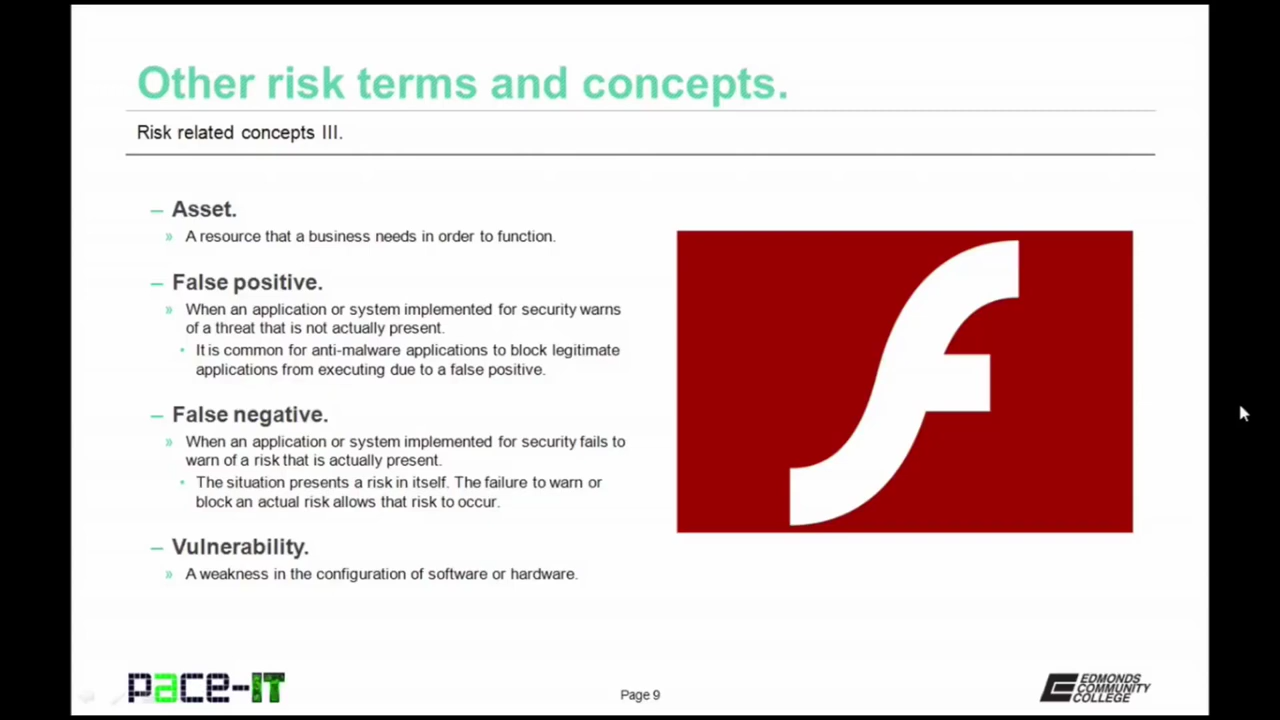 Other risk terms and concepts.
Risk related concepts III.
– Asset.
» A resource that a business needs in order to function.
– False positive.
» When an application or system implemented for security warns
of a threat that is not actually present.
• It is common for anti-malware applications to block legitimate
applications from executing due to a false positive.
– False negative.
» When an application or system implemented for security fails to
warn of a risk that is actually present.
• The situation presents a risk in itself. The failure to warn or
block an actual risk allows that risk to occur.
– Vulnerability.
» A weakness in the configuration of software or hardware.
pace-IT
Page 9
EDMONDS
COMMUNITY
COLLEGE